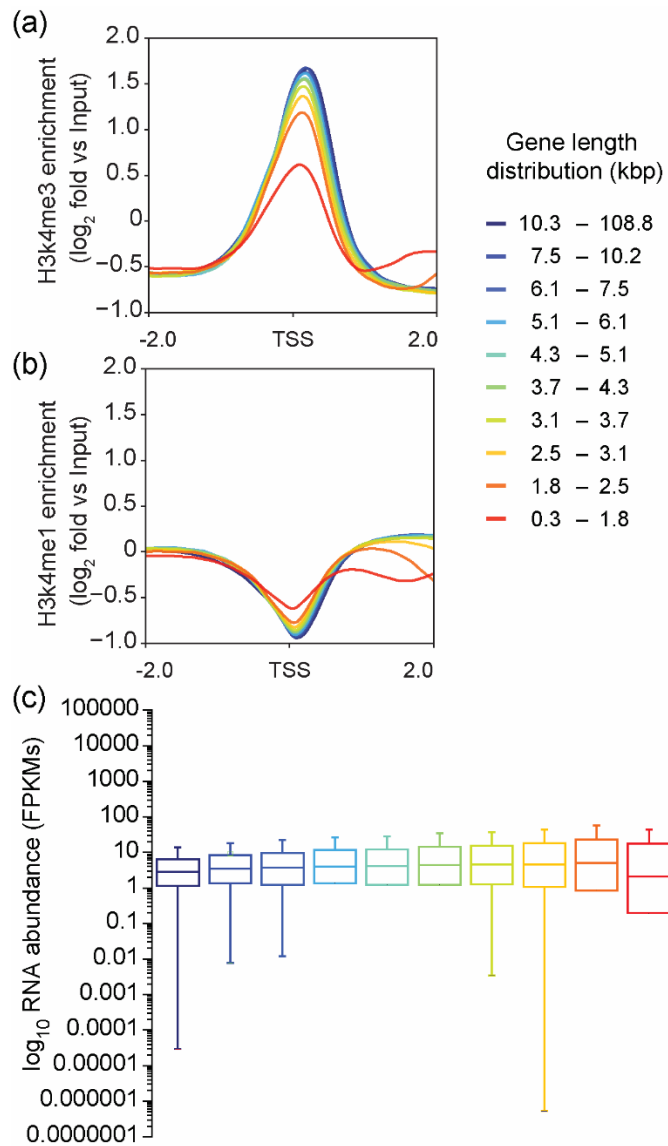 (a)
H3k4me3 enrichment
(log2 fold vs Input)
2.0
1.5
1.0
0.5
0
−0.5
−1.0
-2.0 TSS 2.0
Gene length
distribution (kbp)
10.3 – 108.8
7.5 – 10.2
6.1 – 7.5
5.1 – 6.1
4.3 – 5.1
3.7 – 4.3
3.1 – 3.7
2.5 – 3.1
1.8 – 2.5
0.3 – 1.8
(b)
H3k4me1 enrichment
(log2 fold vs Input)
2.0
1.5
1.0
0.5
0
−0.5
−1.0
-2.0 TSS 2.0
(c)
log10 RNA abundance (FPKMs)
100000
10000
1000
100
10
1
0.1
0.01
0.001
0.0001
0.00001
0.000001
0.0000001